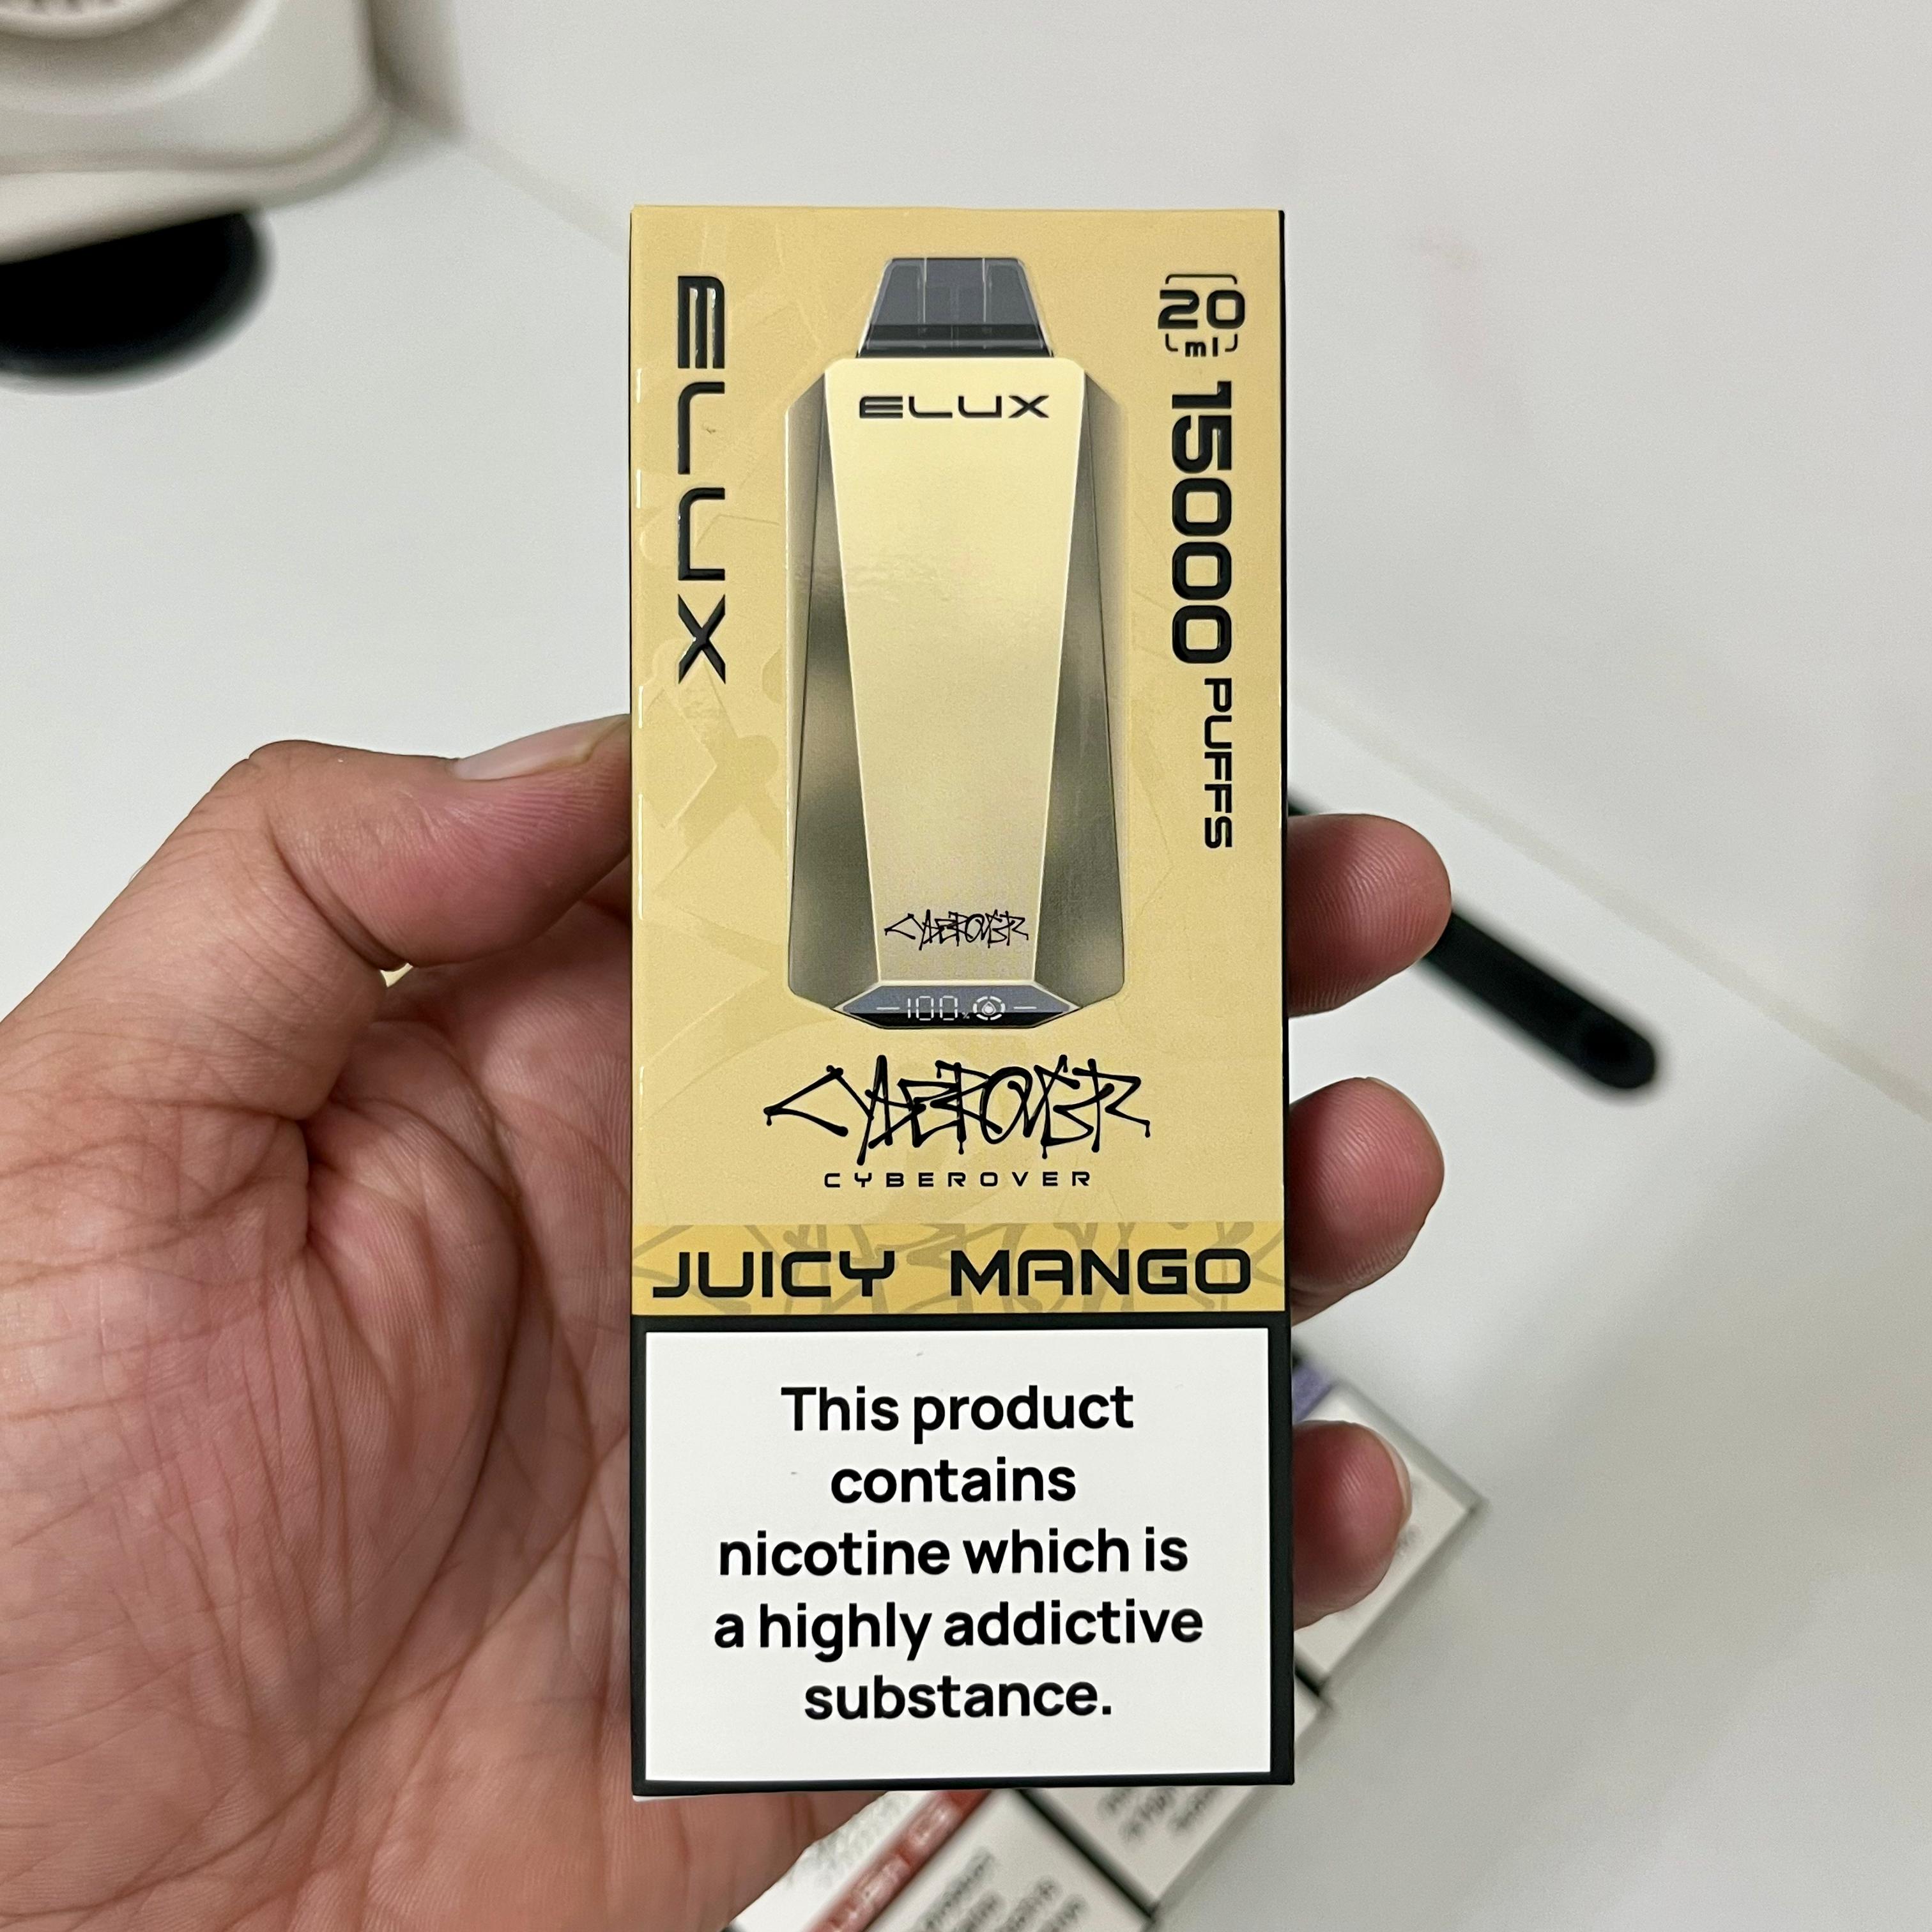 ELUX
20
ml
15000 PUFFS
ELUX
CYBEROVER
100%
CYBEROVER
CYBEROVER
JUICY MANGO
This product
contains
nicotine which is
a highly addictive
substance.